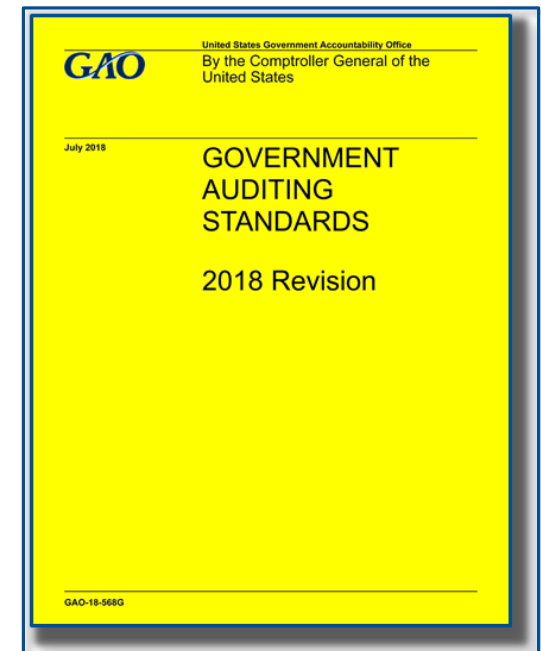 United States Government Accountability Office
GAO
By the Comptroller General of the
United States
July 2018
GOVERNMENT
AUDITING
STANDARDS
2018 Revision
GAO-18-568G